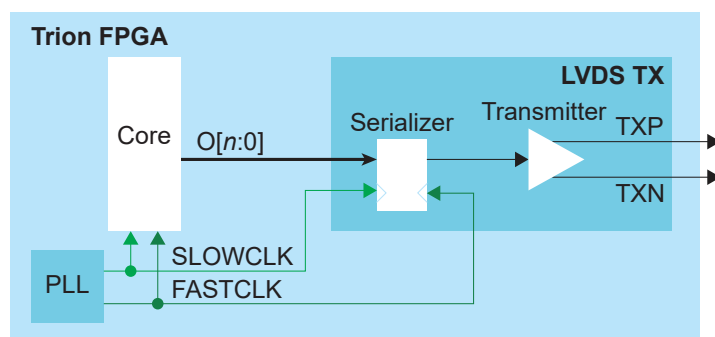 Trion FPGA
LVDS TX
Core
O[n:0]
Serializer
Transmitter
TXP
TXN
SLOWCLK
PLL
FASTCLK